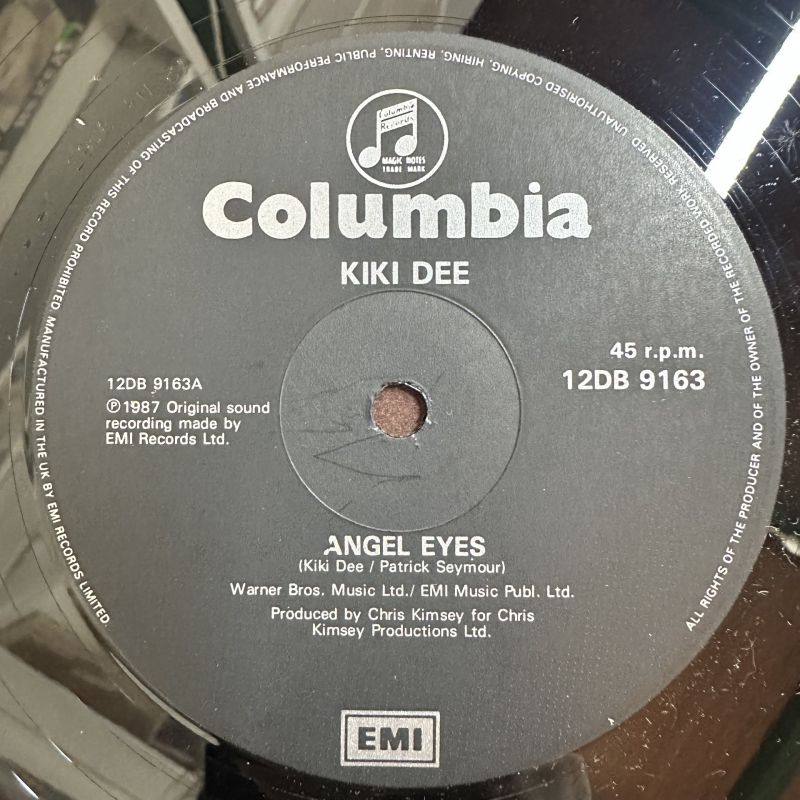 Columbia
Records
MAGIC NOTES
TRADE MARK
Columbia
KIKI DEE
45 r.p.m.
12DB 9163
12DB 9163A
℗1987 Original sound
recording made by
EMI Records Ltd.
ANGEL EYES
(Kiki Dee / Patrick Seymour)
Warner Bros. Music Ltd./ EMI Music Publ. Ltd.
Produced by Chris Kimsey for Chris
Kimsey Productions Ltd.
EMI
ALL RIGHTS OF THE PRODUCER AND OF THE OWNER OF THE RECORDED WORK RESERVED. UNAUTHORISED COPYING, HIRING, RENTING, PUBLIC PERFORMANCE AND BROADCASTING OF THIS RECORD PROHIBITED. MANUFACTURED IN THE UK BY EMI RECORDS LIMITED.